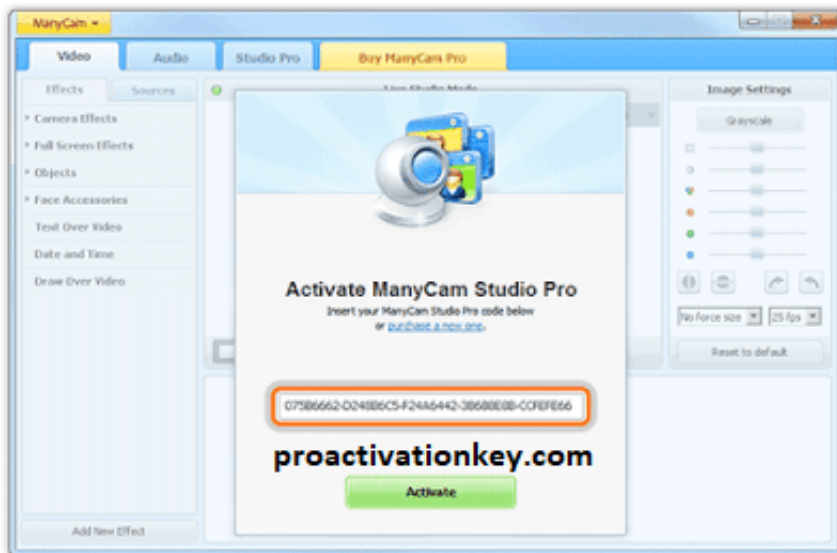 ManyCam
Video Audio Studio Pro Buy ManyCam Pro
Effects Sources
Live Studio Mode
Image Settings
Camera Effects
Grayscale
Full Screen Effects
Objects
Face Accessories
Text Over Video
Date and Time
Draw Over Video
Activate ManyCam Studio Pro
Insert your ManyCam Studio Pro code below
or purchase a new one.
No force size 25 fps
Reset to default
proactivationkey.com
Activate
Add New Effect